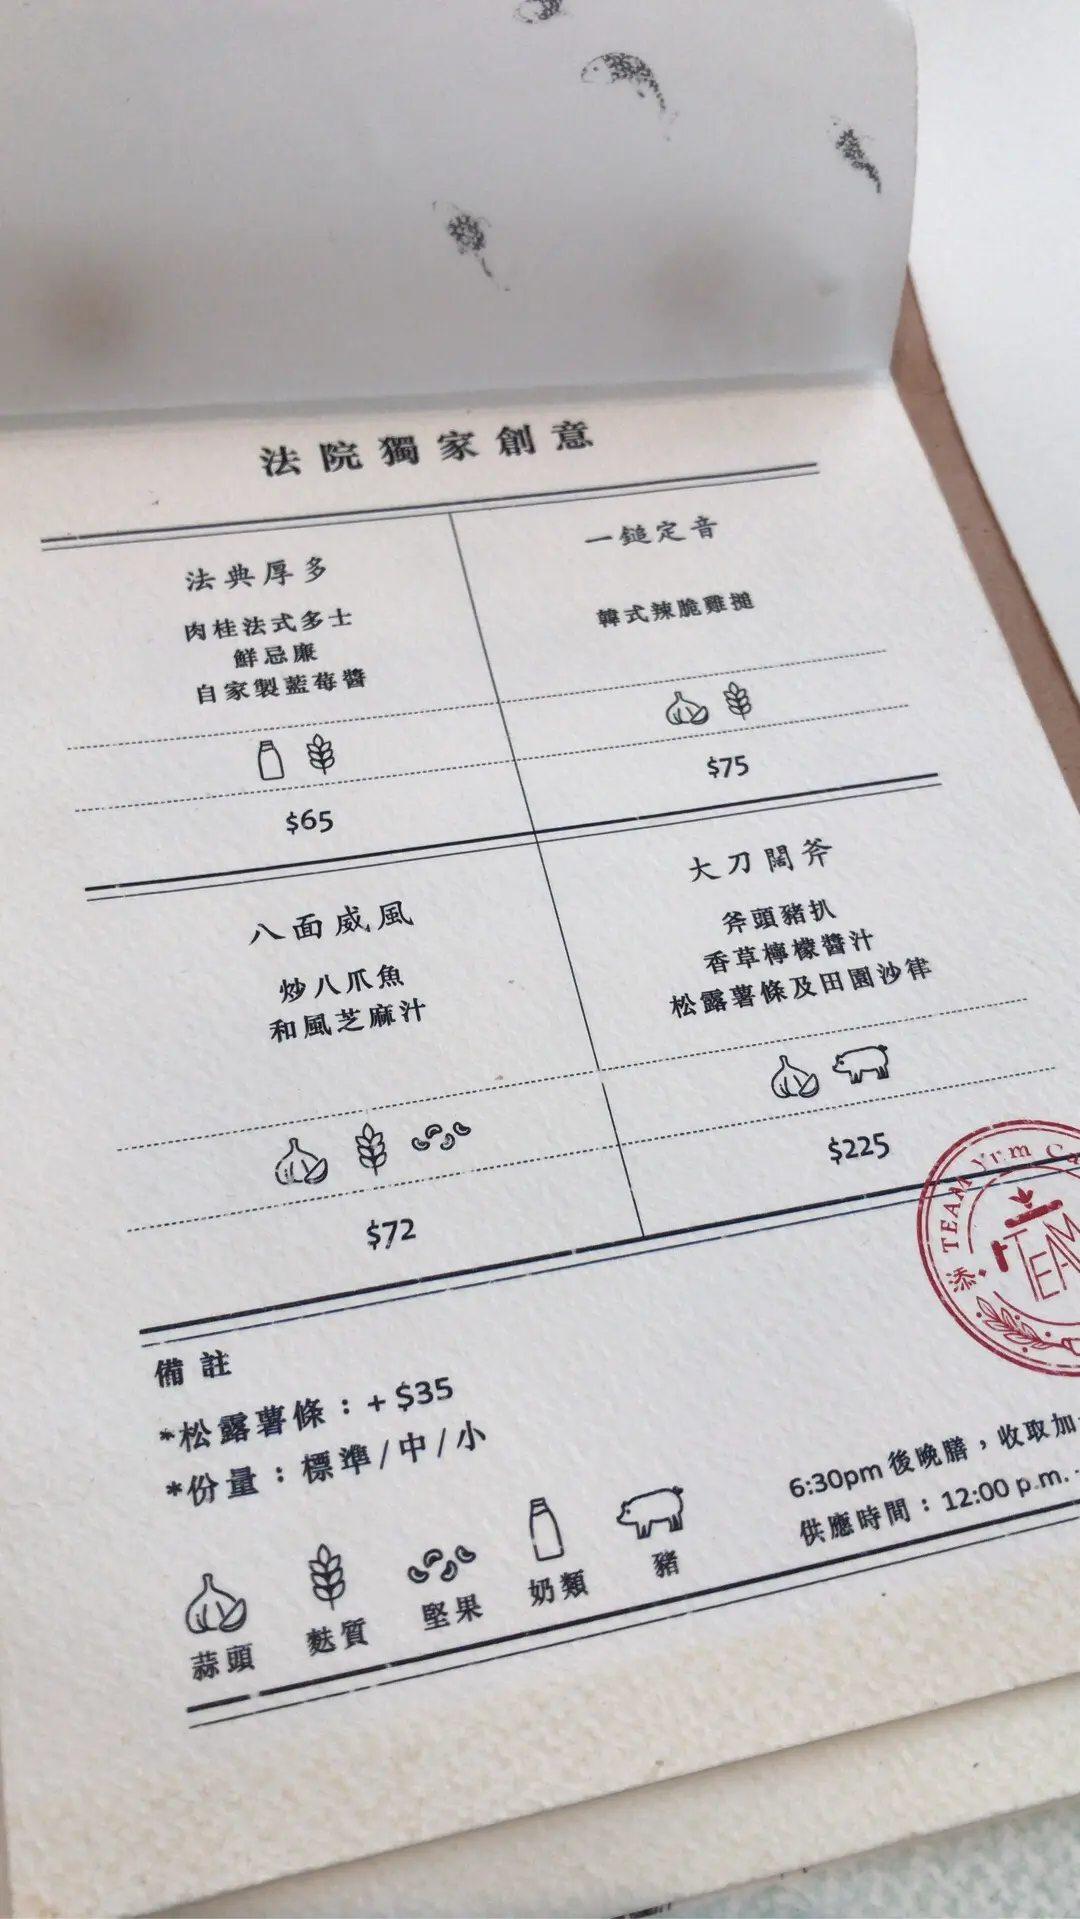 法院獨家創意
法典厚多
肉桂法式多士
鮮忌廉
自家製藍莓醬
$65
一鎚定音
韓式辣脆雞搥
$75
八面威風
炒八爪魚
和風芝麻汁
$72
大刀闊斧
斧頭豬扒
香草檸檬醬汁
松露薯條及田園沙律
$225
備註
*松露薯條：+ $35
*份量：標準/中/小
蒜頭
麩質
堅果
奶類
豬
6:30pm 後晚膳，收取加
供應時間：12:00 p.m.
添 TEAM Yum
TEAM